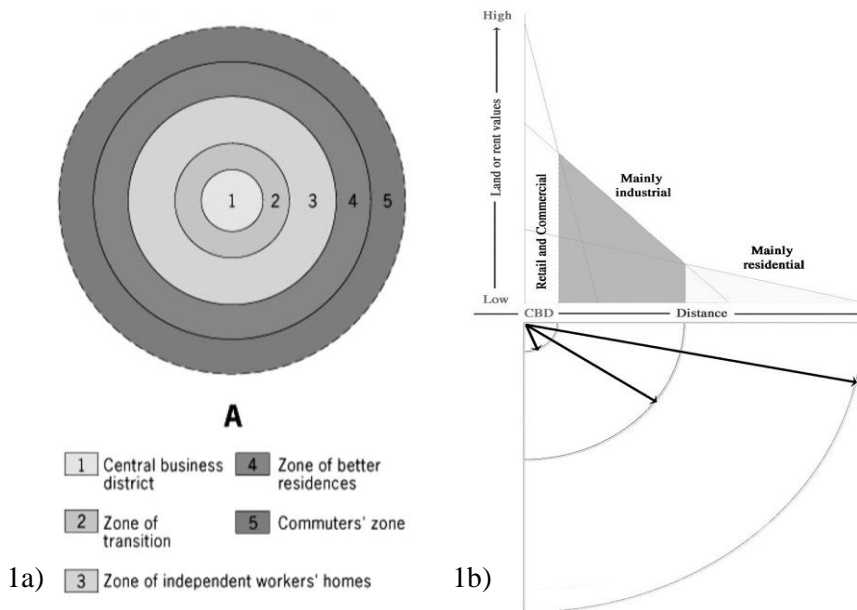 1
2
3
4
5
A
1 Central business
district
4 Zone of better
residences
2 Zone of
transition
5 Commuters' zone
3 Zone of independent workers' homes
1a)
High
Land or rent values
Low
Retail and Commercial
Mainly
industrial
Mainly
residential
CBD
Distance
1b)